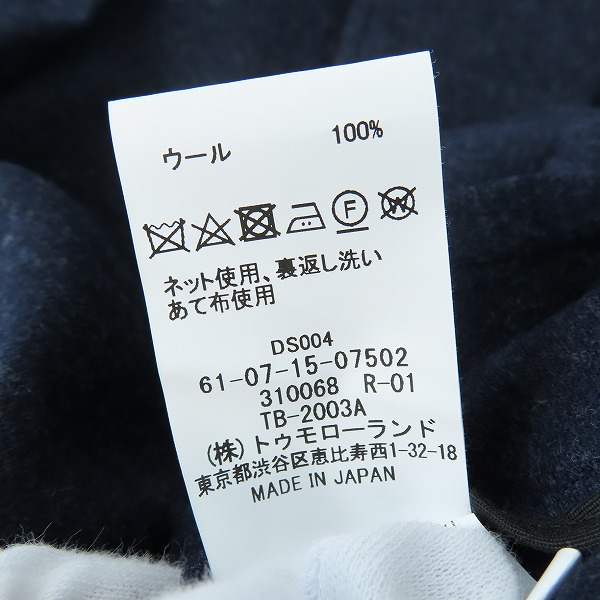 ウール 100%
F W
ネット使用、裏返し洗い
あて布使用
DS004
61-07-15-07502
310068 R-01
TB-2003A
(株)トゥモローランド
東京都渋谷区恵比寿西1-32-18
MADE IN JAPAN